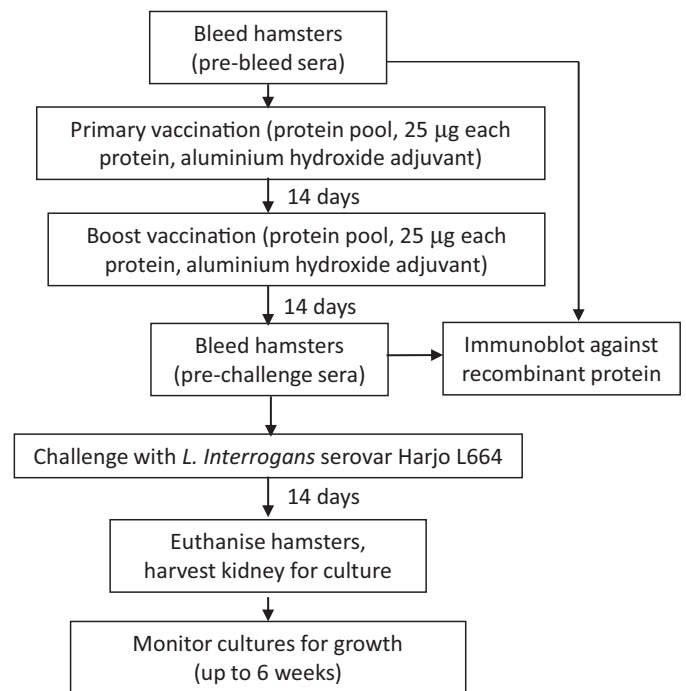 Bleed hamsters
(pre-bleed sera)
Primary vaccination (protein pool, 25 μg each
protein, aluminium hydroxide adjuvant)
14 days
Boost vaccination (protein pool, 25 μg each
protein, aluminium hydroxide adjuvant)
14 days
Bleed hamsters
(pre-challenge sera)
Immunoblot against
recombinant protein
Challenge with L. Interrogans serovar Harjo L664
14 days
Euthanise hamsters,
harvest kidney for culture
Monitor cultures for growth
(up to 6 weeks)